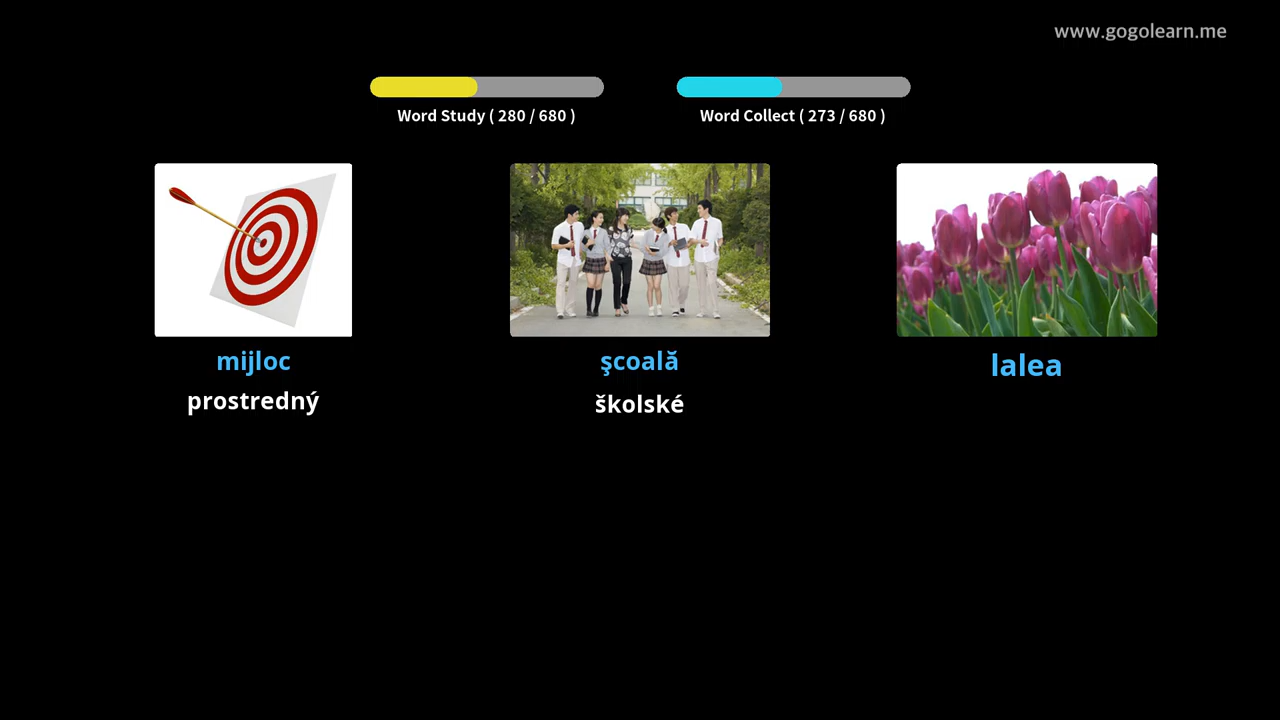 www.gogolearn.me
Word Study ( 280 / 680 )
Word Collect ( 273 / 680 )
mijloc
prostredný
şcoală
školské
lalea